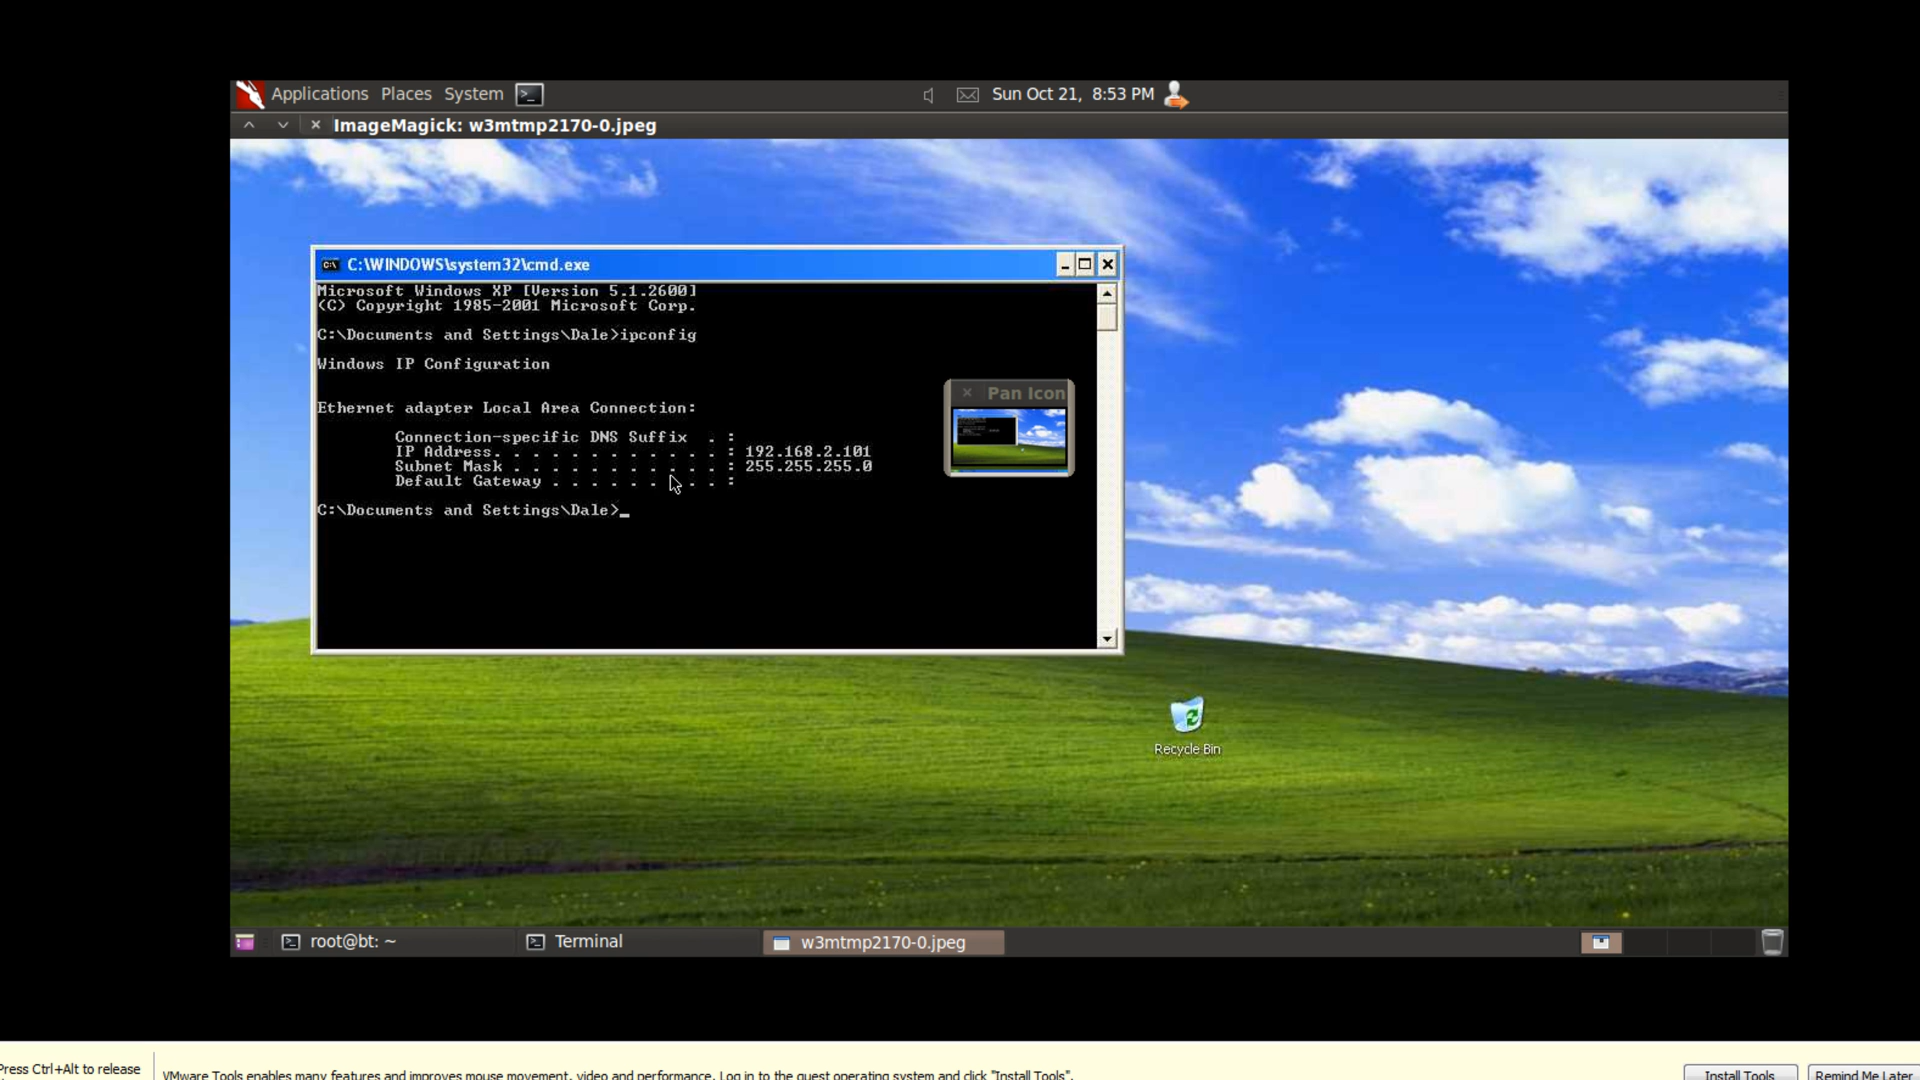 Applications Places System Sun Oct 21, 8:53 PM
ImageMagick: w3mtmp2170-0.jpeg
C:\WINDOWS\system32\cmd.exe
Microsoft Windows XP [Version 5.1.2600]
(C) Copyright 1985-2001 Microsoft Corp.
C:\Documents and Settings\Dale>ipconfig
Windows IP Configuration
Ethernet adapter Local Area Connection:
Connection-specific DNS Suffix . :
IP Address. . . . . . . . . . . . : 192.168.2.101
Subnet Mask . . . . . . . . . . . : 255.255.255.0
Default Gateway . . . . . . . . . :
C:\Documents and Settings\Dale>_
Pan Icon
Recycle Bin
root@bt: ~ Terminal w3mtmp2170-0.jpeg
Press Ctrl+Alt to release
VMware Tools enables many features and improves mouse movement, video and performance. Log in to the guest operating system and click "Install Tools".
Install Tools Remind Me Later